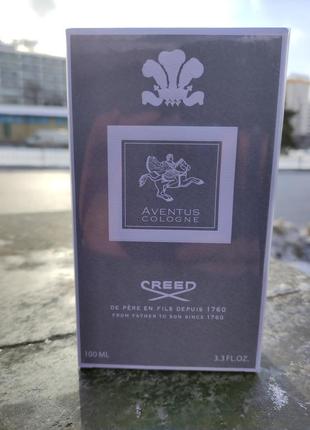 AVENTUS
COLOGNE
CREED
DE PÈRE EN FILS DEPUIS 1760
FROM FATHER TO SON SINCE 1760
100 ML 3.3 FL.OZ.